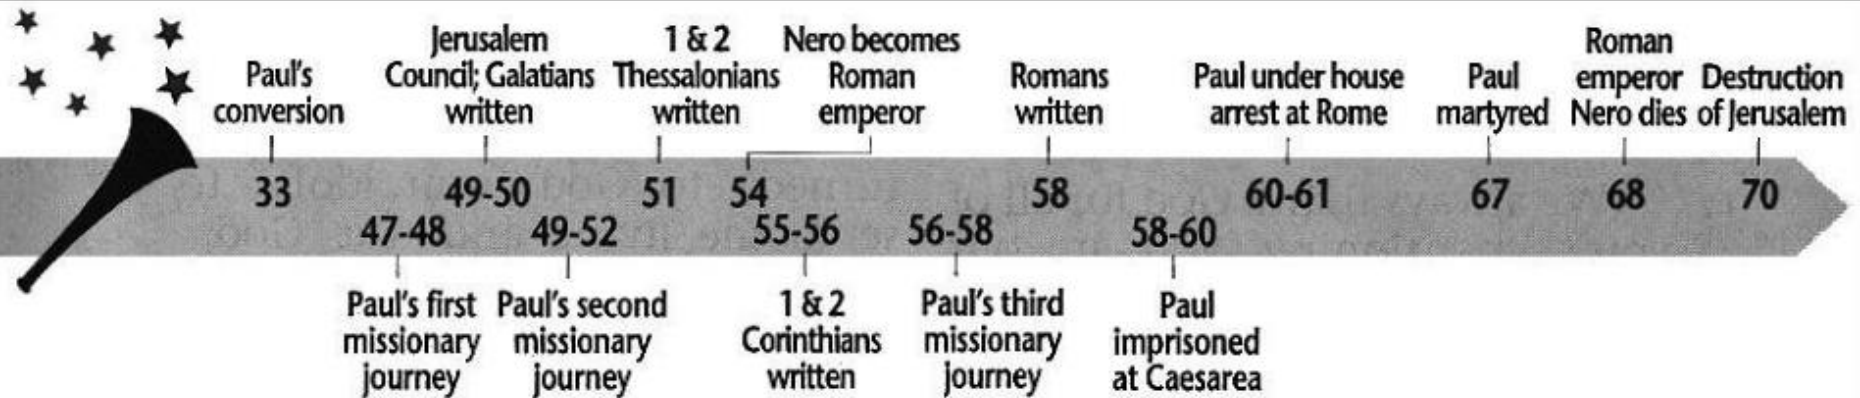 Paul's
conversion
Jerusalem
Council; Galatians
written
1 & 2
Thessalonians
written
Nero becomes
Roman
emperor
Romans
written
Paul under house
arrest at Rome
Paul
martyred
Roman
emperor
Nero dies
Destruction
of Jerusalem
33
49-50
51
54
58
60-61
67
68
70
47-48
49-52
55-56
56-58
58-60
Paul's first
missionary
journey
Paul's second
missionary
journey
1 & 2
Corinthians
written
Paul's third
missionary
journey
Paul
imprisoned
at Caesarea